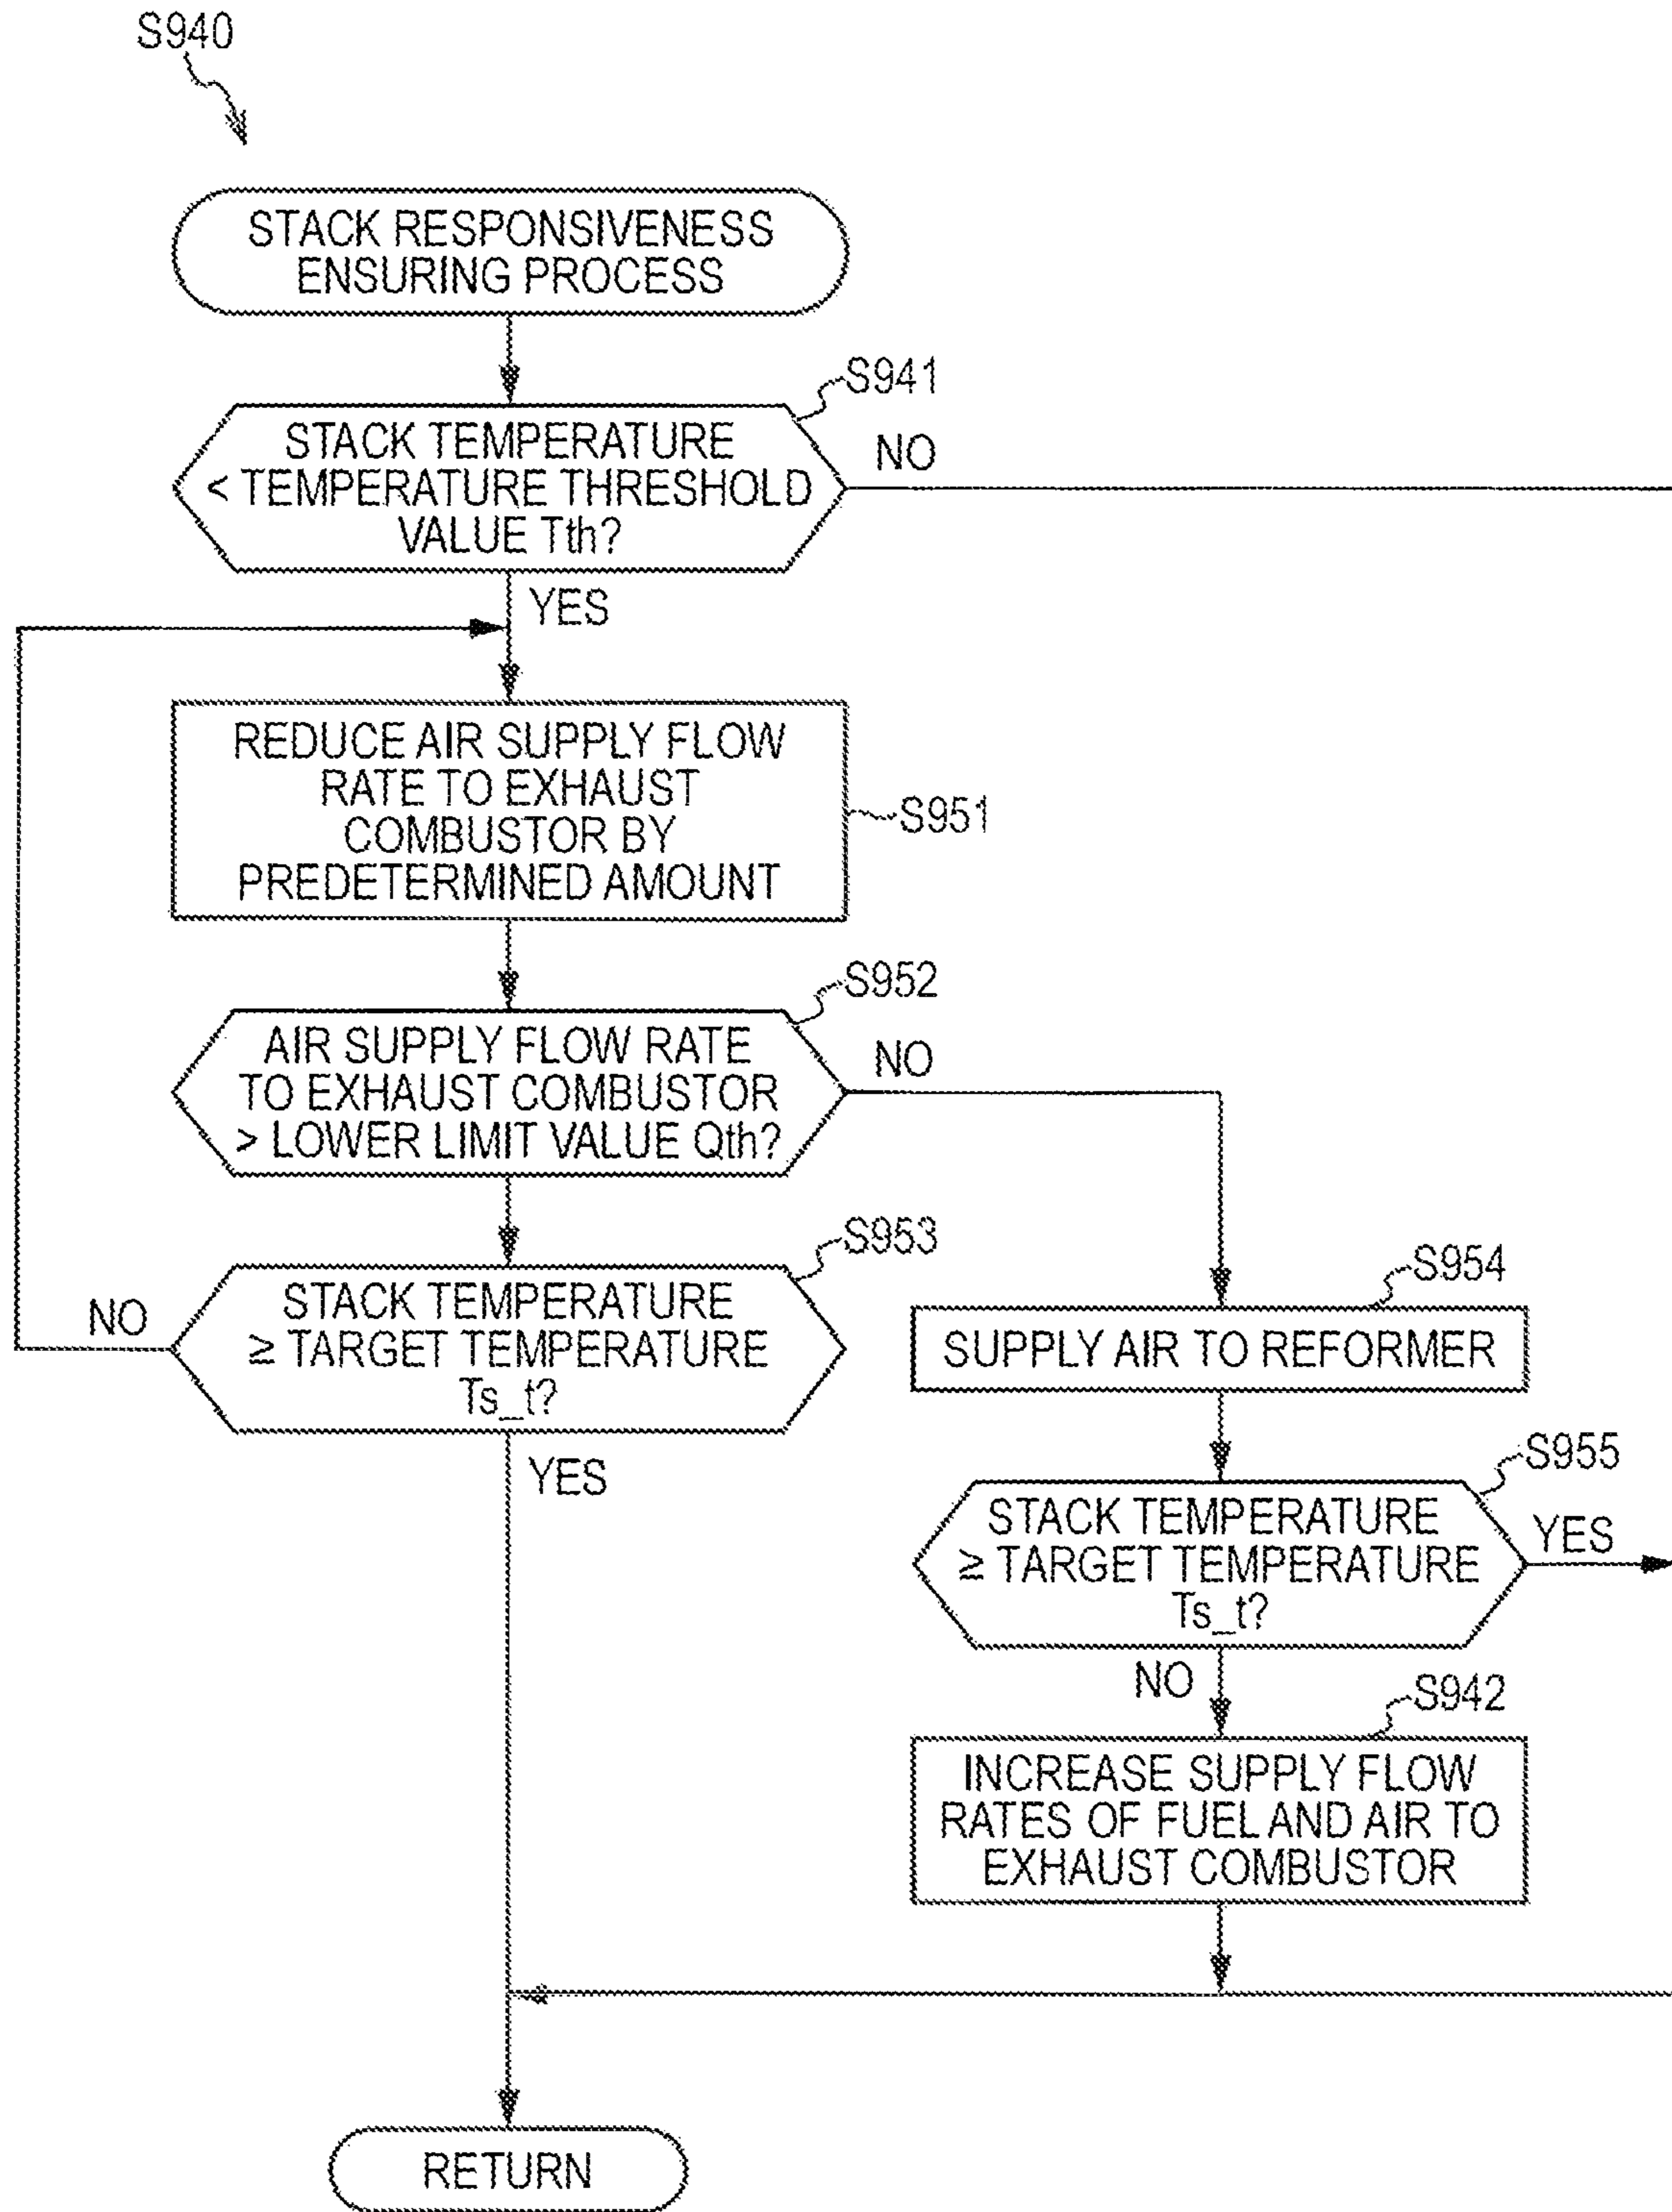 S940
STACK RESPONSIVENESS
ENSURING PROCESS
S941
STACK TEMPERATURE
< TEMPERATURE THRESHOLD
VALUE Tth?
NO
YES
REDUCE AIR SUPPLY FLOW
RATE TO EXHAUST
COMBUSTOR BY
PREDETERMINED AMOUNT
S951
S952
AIR SUPPLY FLOW RATE
TO EXHAUST COMBUSTOR
> LOWER LIMIT VALUE Qth?
NO
S953
STACK TEMPERATURE
≥ TARGET TEMPERATURE
Ts_t?
NO
YES
S954
SUPPLY AIR TO REFORMER
S955
STACK TEMPERATURE
≥ TARGET TEMPERATURE
Ts_t?
YES
NO
S942
INCREASE SUPPLY FLOW
RATES OF FUEL AND AIR TO
EXHAUST COMBUSTOR
RETURN